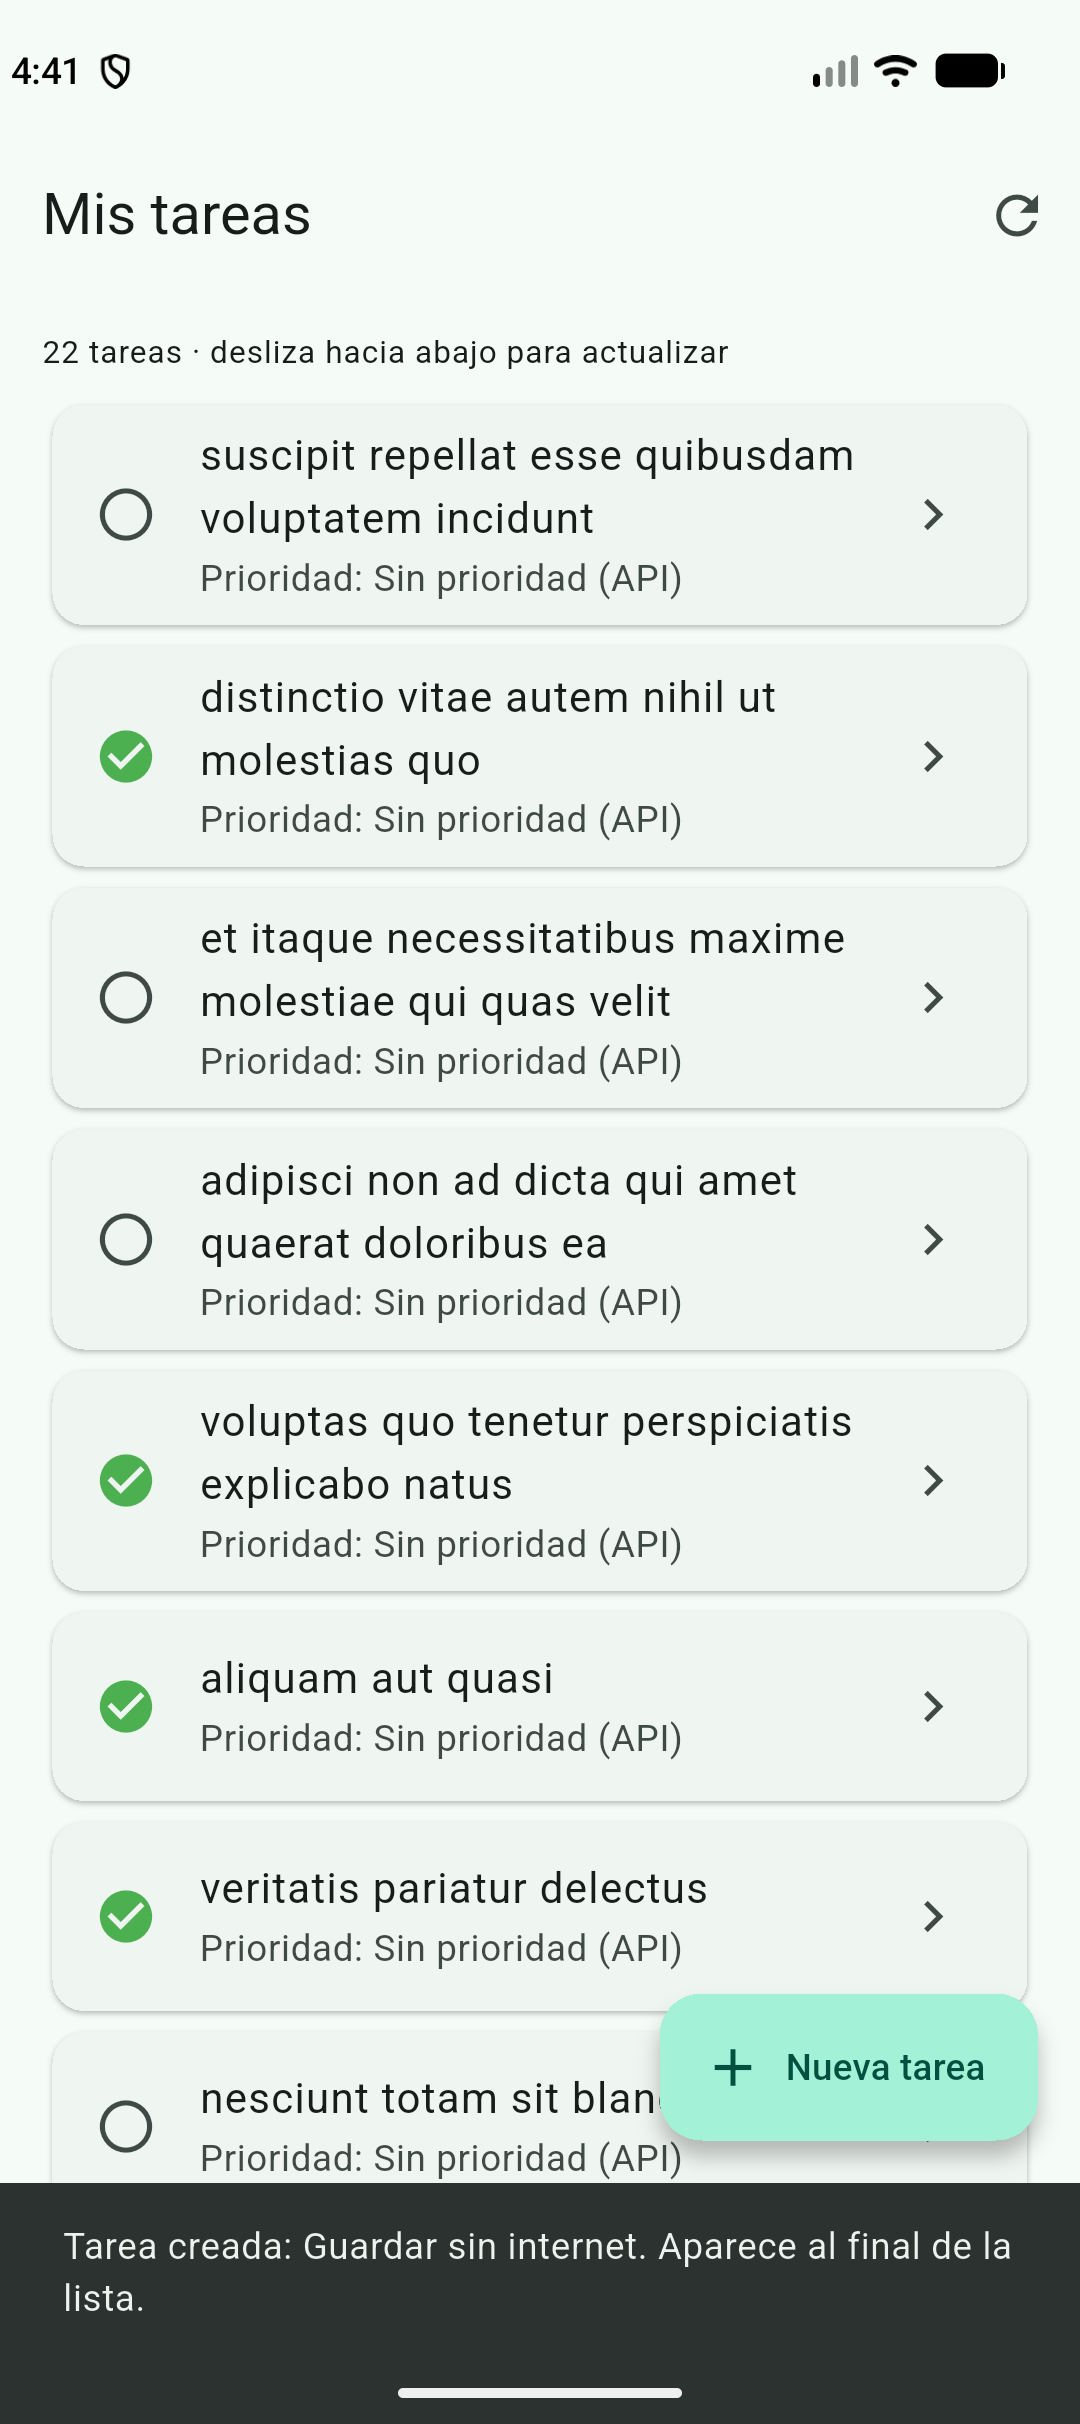 4:41
Mis tareas
22 tareas · desliza hacia abajo para actualizar
suscipit repellat esse quibusdam
voluptatem incidunt
Prioridad: Sin prioridad (API)
distinctio vitae autem nihil ut
molestias quo
Prioridad: Sin prioridad (API)
et itaque necessitatibus maxime
molestiae qui quas velit
Prioridad: Sin prioridad (API)
adipisci non ad dicta qui amet
quaerat doloribus ea
Prioridad: Sin prioridad (API)
voluptas quo tenetur perspiciatis
explicabo natus
Prioridad: Sin prioridad (API)
aliquam aut quasi
Prioridad: Sin prioridad (API)
veritatis pariatur delectus
Prioridad: Sin prioridad (API)
nesciunt totam sit
Prioridad: Sin prioridad (API)
Nueva tarea
Tarea creada: Guardar sin internet. Aparece al final de la
lista.